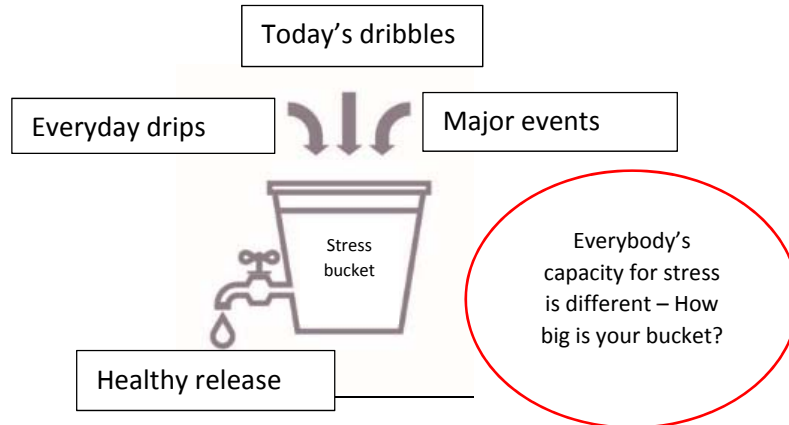 Today’s dribbles
Everyday drips
Major events
Stress
bucket
Everybody’s
capacity for stress
is different – How
big is your bucket?
Healthy release